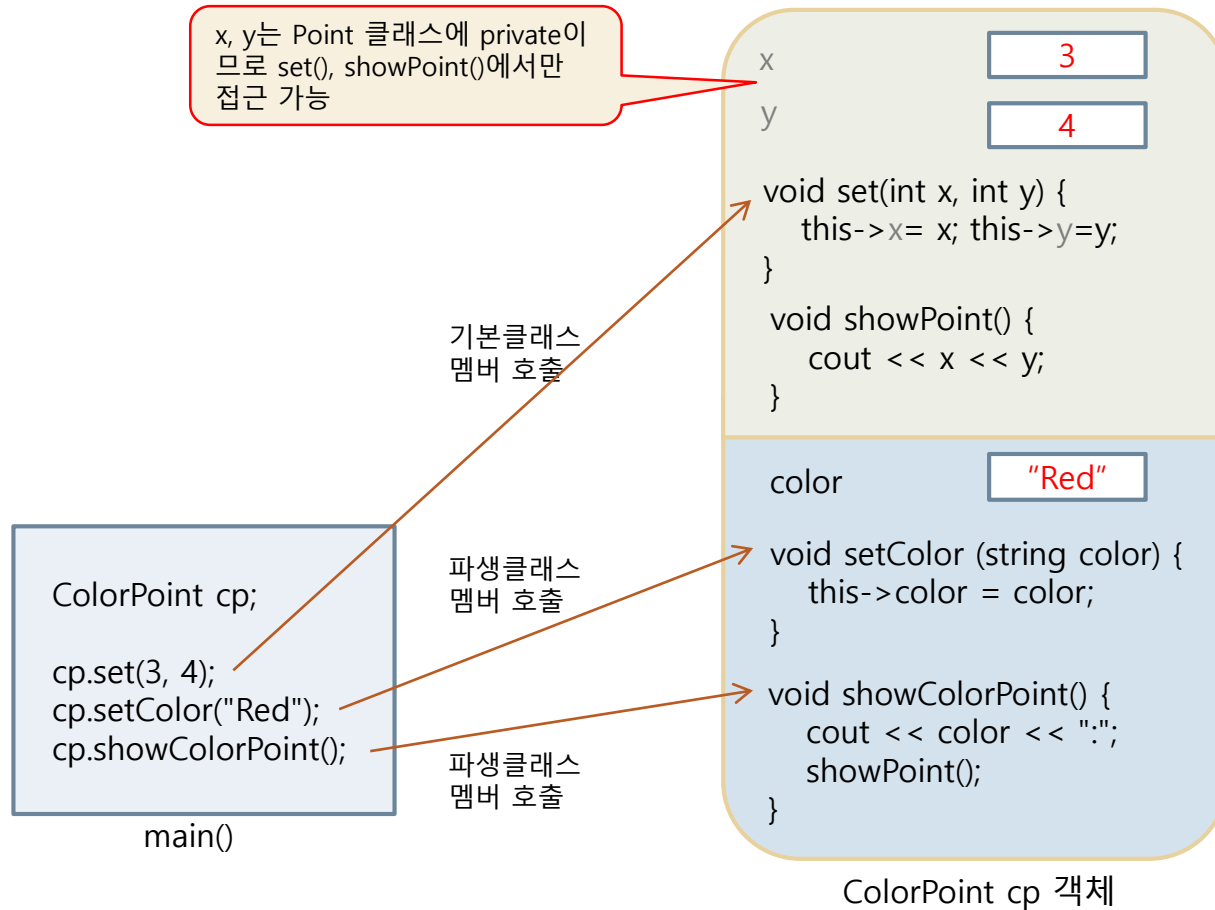 x, y는 Point 클래스에 private이
므로 set(), showPoint()에서만
접근 가능
x
3
y
4
void set(int x, int y) {
this->x= x; this->y=y;
}
void showPoint() {
cout << x << y;
}
기본클래스
멤버 호출
color
"Red"
void setColor (string color) {
this->color = color;
}
void showColorPoint() {
cout << color << ":";
showPoint();
}
파생클래스
멤버 호출
ColorPoint cp;
cp.set(3, 4);
cp.setColor("Red");
cp.showColorPoint();
파생클래스
멤버 호출
main()
ColorPoint cp 객체